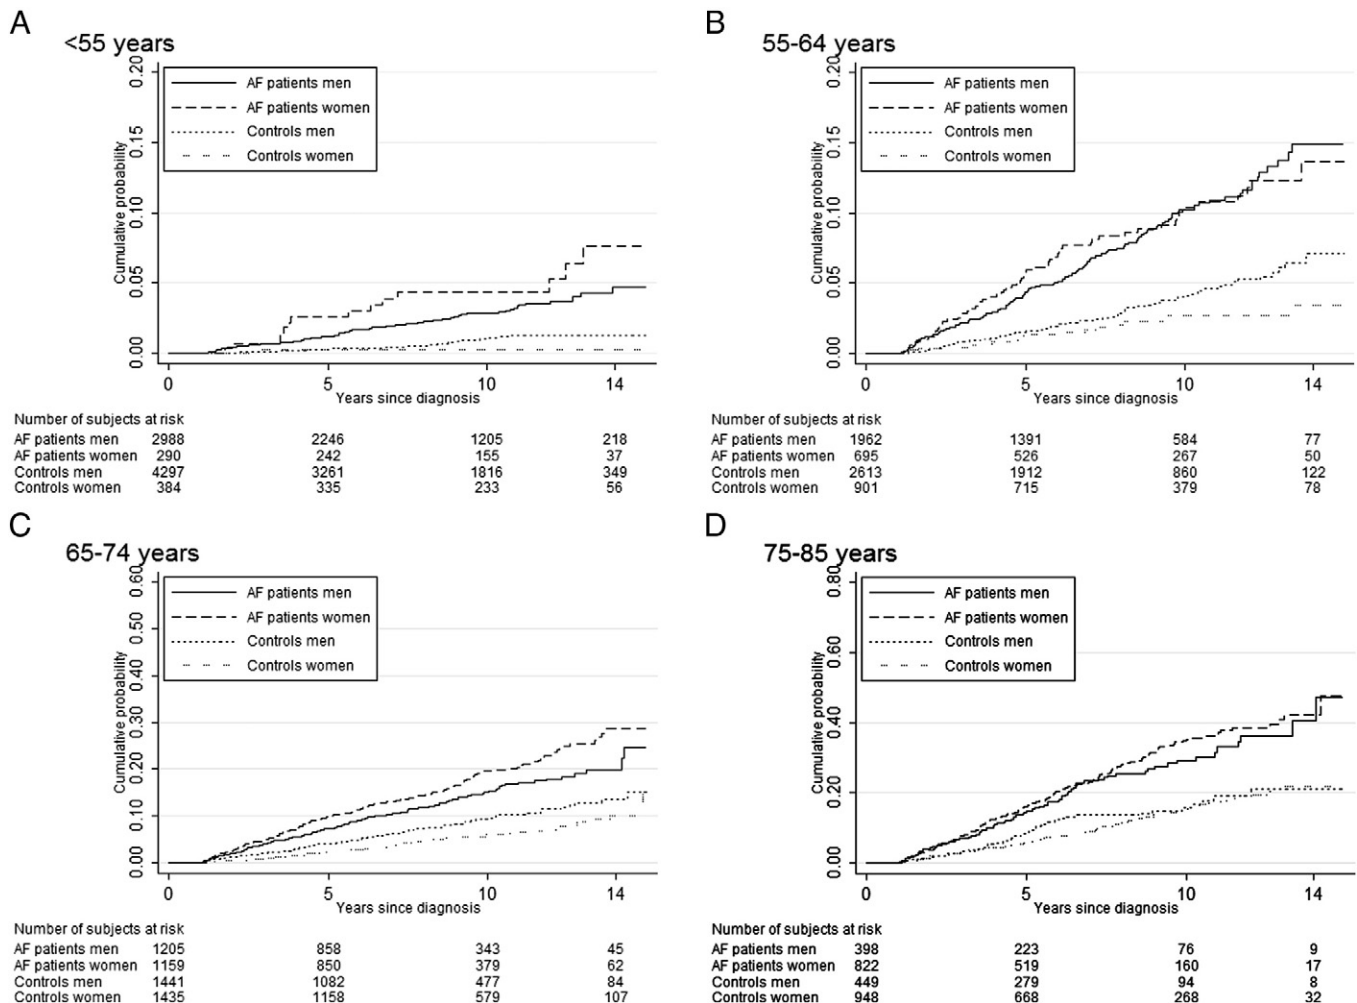 A
<55 years
0.20
0.15
0.10
0.05
0.00
Cumulative probability
AF patients men
AF patients women
Controls men
Controls women
0 5 10 14
Years since diagnosis
Number of subjects at risk
AF patients men 2988 2246 1205 218
AF patients women 290 242 155 37
Controls men 4297 3261 1816 349
Controls women 384 335 233 56
B
55-64 years
0.20
0.15
0.10
0.05
0.00
Cumulative probability
AF patients men
AF patients women
Controls men
Controls women
0 5 10 14
Years since diagnosis
Number of subjects at risk
AF patients men 1962 1391 584 77
AF patients women 695 526 267 50
Controls men 2613 1912 860 122
Controls women 901 715 379 78
C
65-74 years
0.60
0.50
0.40
0.30
0.20
0.10
0.00
Cumulative probability
AF patients men
AF patients women
Controls men
Controls women
0 5 10 14
Years since diagnosis
Number of subjects at risk
AF patients men 1205 858 343 45
AF patients women 1159 850 379 62
Controls men 1441 1082 477 84
Controls women 1435 1158 579 107
D
75-85 years
0.80
0.60
0.40
0.20
0.00
Cumulative probability
AF patients men
AF patients women
Controls men
Controls women
0 5 10 14
Years since diagnosis
Number of subjects at risk
AF patients men 398 223 76 9
AF patients women 822 519 160 17
Controls men 449 279 94 8
Controls women 948 668 268 32